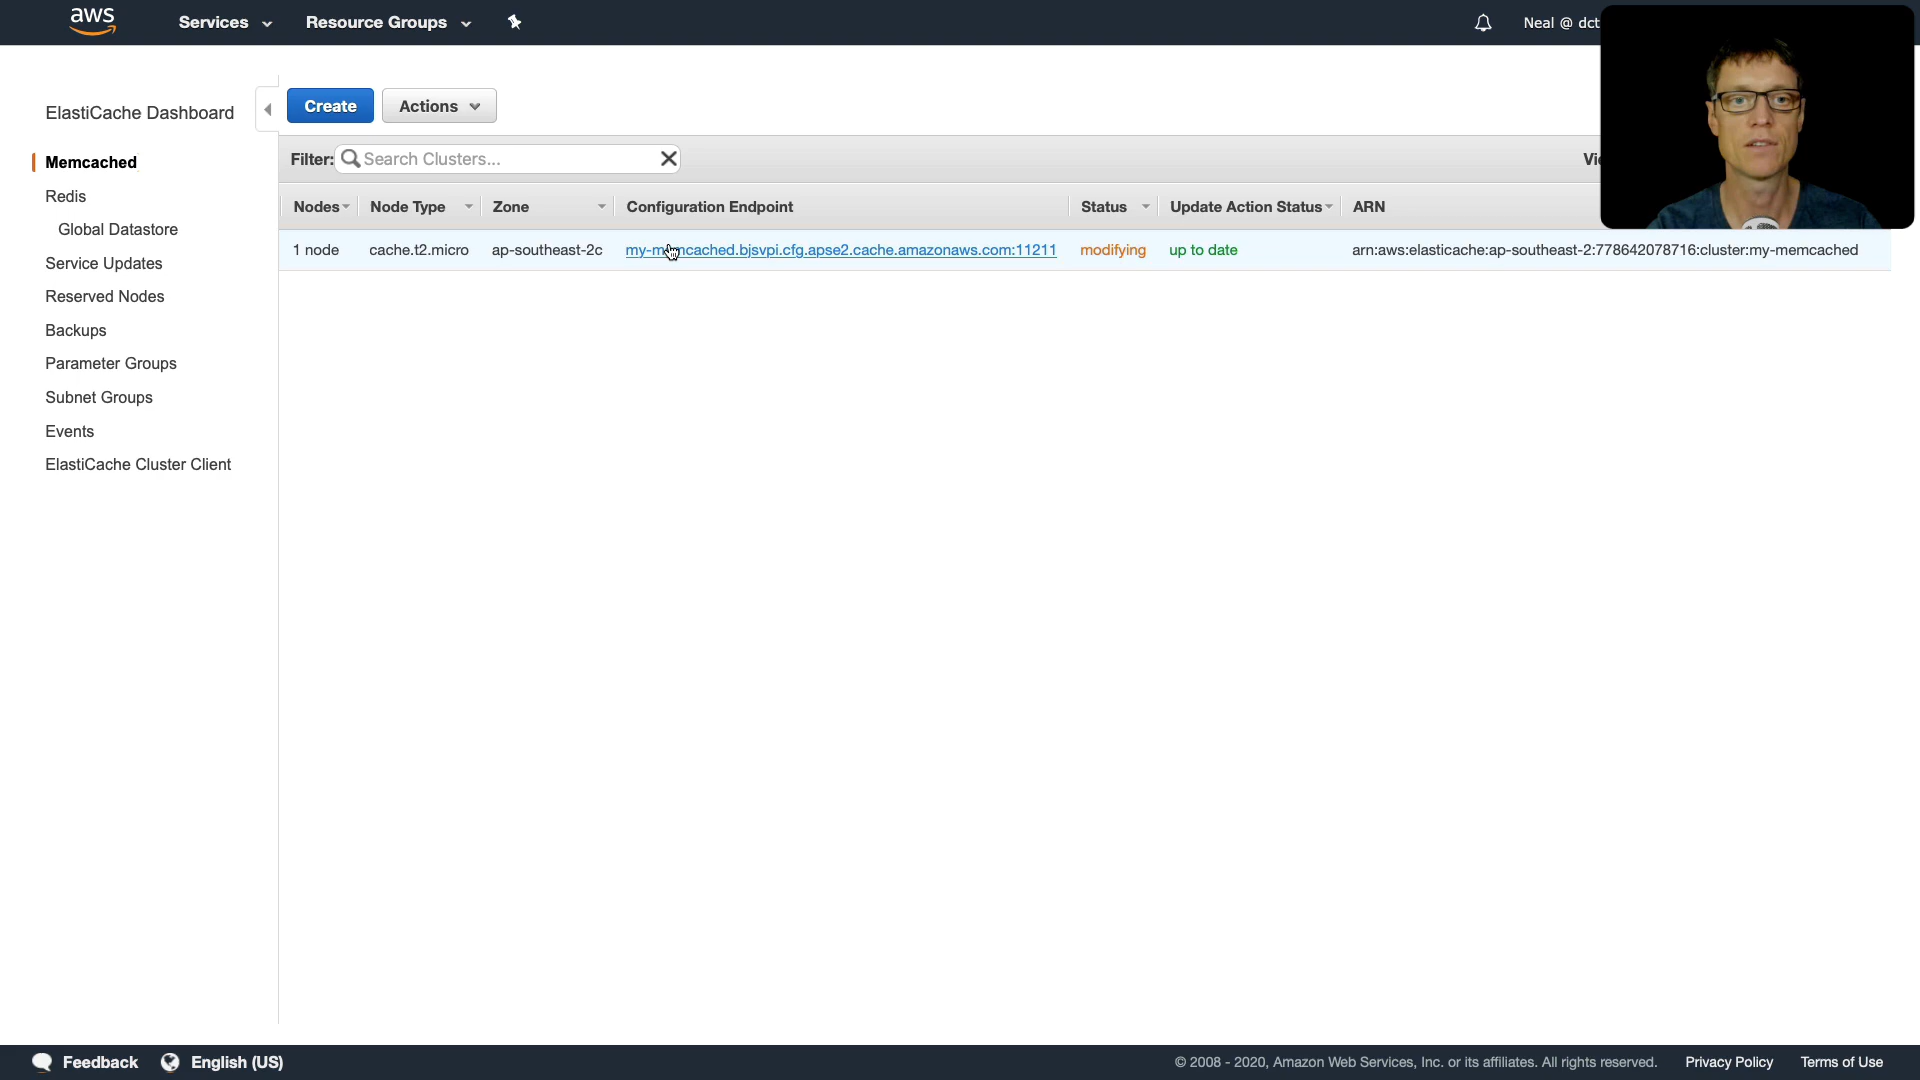 aws
Services
Resource Groups
Neal @ dct
ElastiCache Dashboard
Memcached
Redis
Global Datastore
Service Updates
Reserved Nodes
Backups
Parameter Groups
Subnet Groups
Events
ElastiCache Cluster Client
Create
Actions
Filter: Search Clusters...
Nodes Node Type Zone Configuration Endpoint Status Update Action Status ARN
1 node cache.t2.micro ap-southeast-2c my-memcached.bjsvpi.cfg.apse2.cache.amazonaws.com:11211 modifying up to date arn:aws:elasticache:ap-southeast-2:778642078716:cluster:my-memcached
Feedback English (US) © 2008 - 2020, Amazon Web Services, Inc. or its affiliates. All rights reserved. Privacy Policy Terms of Use